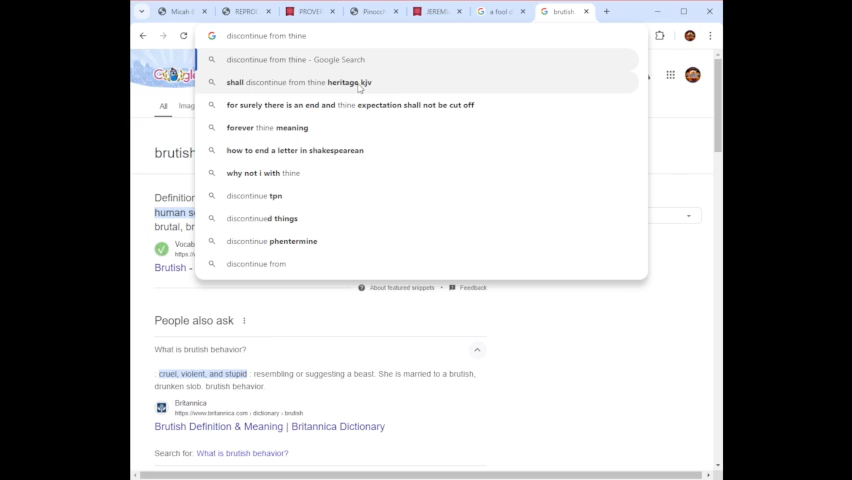 Micah
REPRO
PROVER
Pinocch
JEREMI
a fool
brutish
discontinue from thine
discontinue from thine - Google Search
shall discontinue from thine heritage kjv
for surely there is an end and thine expectation shall not be cut off
forever thine meaning
how to end a letter in shakespearean
why not i with thine
discontinue tpn
discontinued things
discontinue phentermine
discontinue from
All Imag
brutish
Definition
human s
brutal, br
Vocab
https://w
Brutish -
About featured snippets • Feedback
People also ask
What is brutish behavior?
cruel, violent, and stupid : resembling or suggesting a beast. She is married to a brutish,
drunken slob. brutish behavior.
Britannica
https://www.britannica.com › dictionary › brutish
Brutish Definition & Meaning | Britannica Dictionary
Search for: What is brutish behavior?